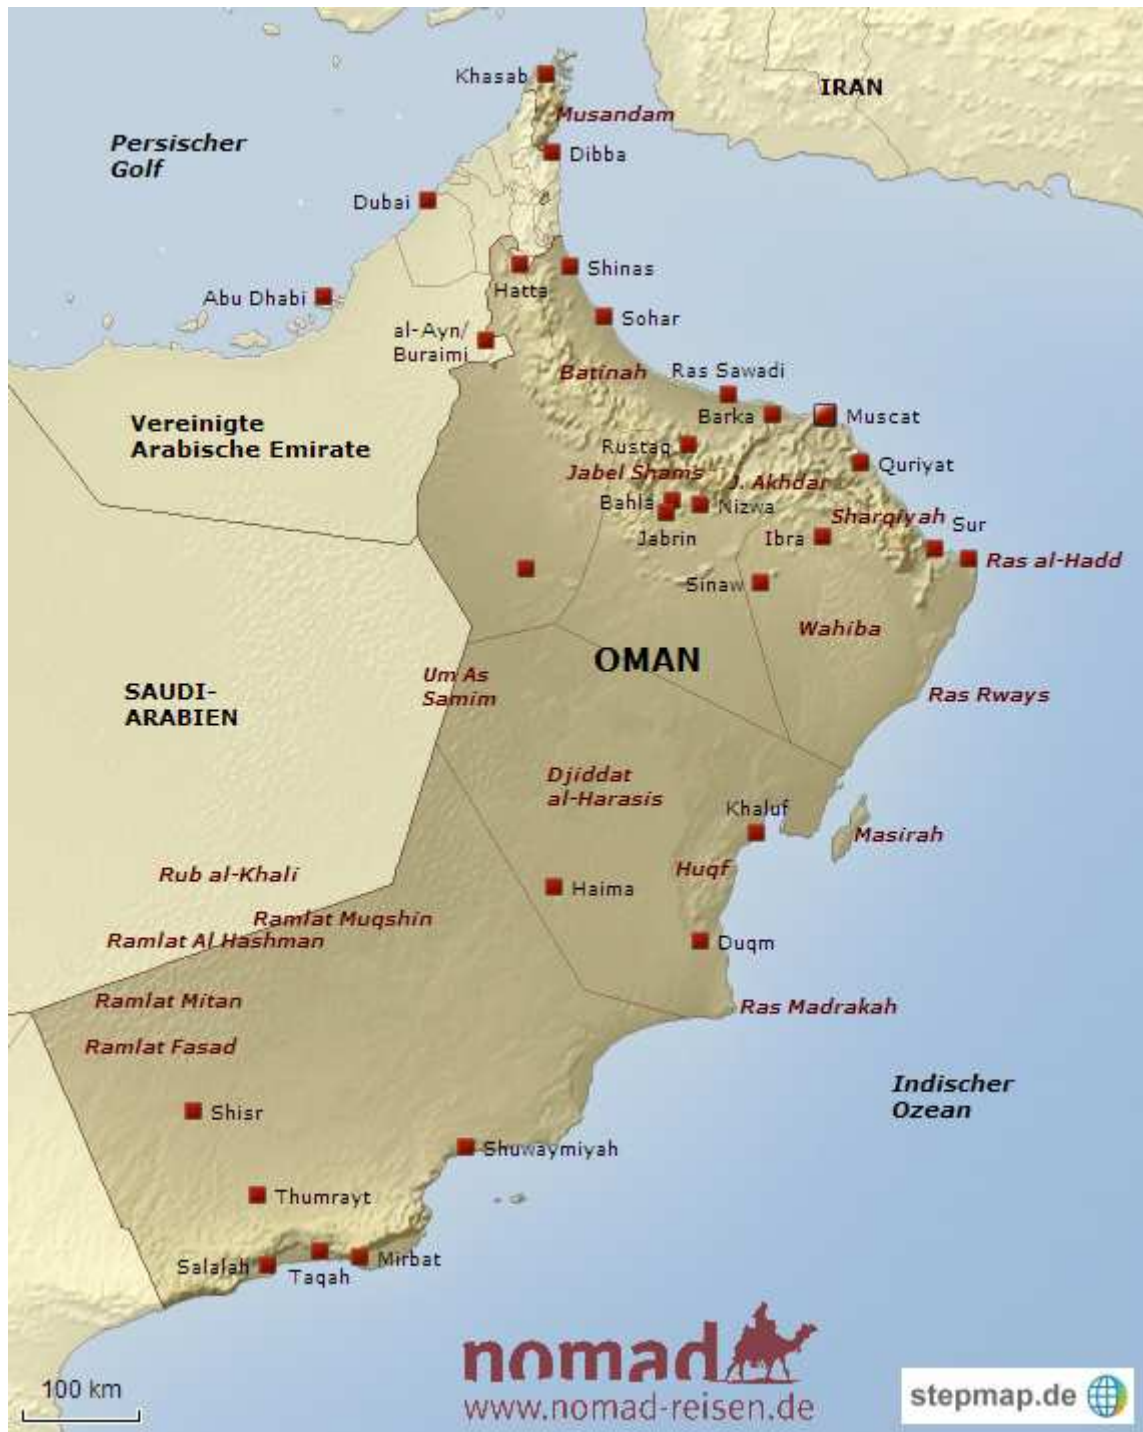 Khasab
IRAN
Musandam
Persischer
Golf
Dibba
Dubai
Shinas
Hatta
Abu Dhabi
Sohar
al-Ayn/
Buraimi
Batinah
Ras Sawadi
Vereinigte
Arabische Emirate
Barka
Muscat
Rustaq
Quriyat
Jabel Shams
J. Akhdar
Bahla
Nizwa
Sharqiyah
Sur
Jabrin
Ibra
Ras al-Hadd
Sinaw
Wahiba
OMAN
Um As
Samim
SAUDI-
ARABIEN
Ras Rways
Djiddat
al-Harasis
Khaluf
Masirah
Rub al-Khali
Huqf
Haima
Ramlat Muqshin
Ramlat Al Hashman
Duqm
Ramlat Mitan
Ras Madrakah
Ramlat Fasad
Indischer
Ozean
Shisr
Shuwaymiyah
Thumrayt
Salalah
Taqah
Mirbat
100 km
nomad
www.nomad-reisen.de
stepmap.de